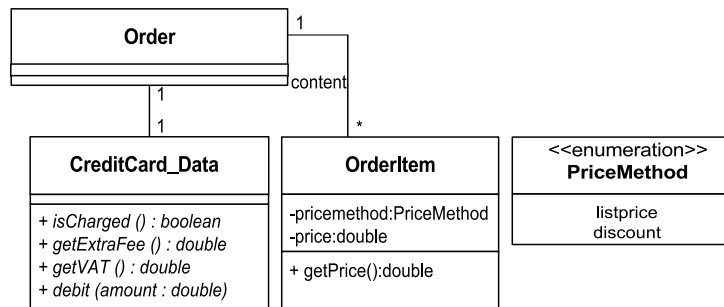 Order
1
content
1
1
*
CreditCard_Data
+ isCharged () : boolean
+ getExtraFee () : double
+ getVAT () : double
+ debit (amount : double)
OrderItem
-pricemethod:PriceMethod
-price:double
+ getPrice():double
<<enumeration>>
PriceMethod
listprice
discount